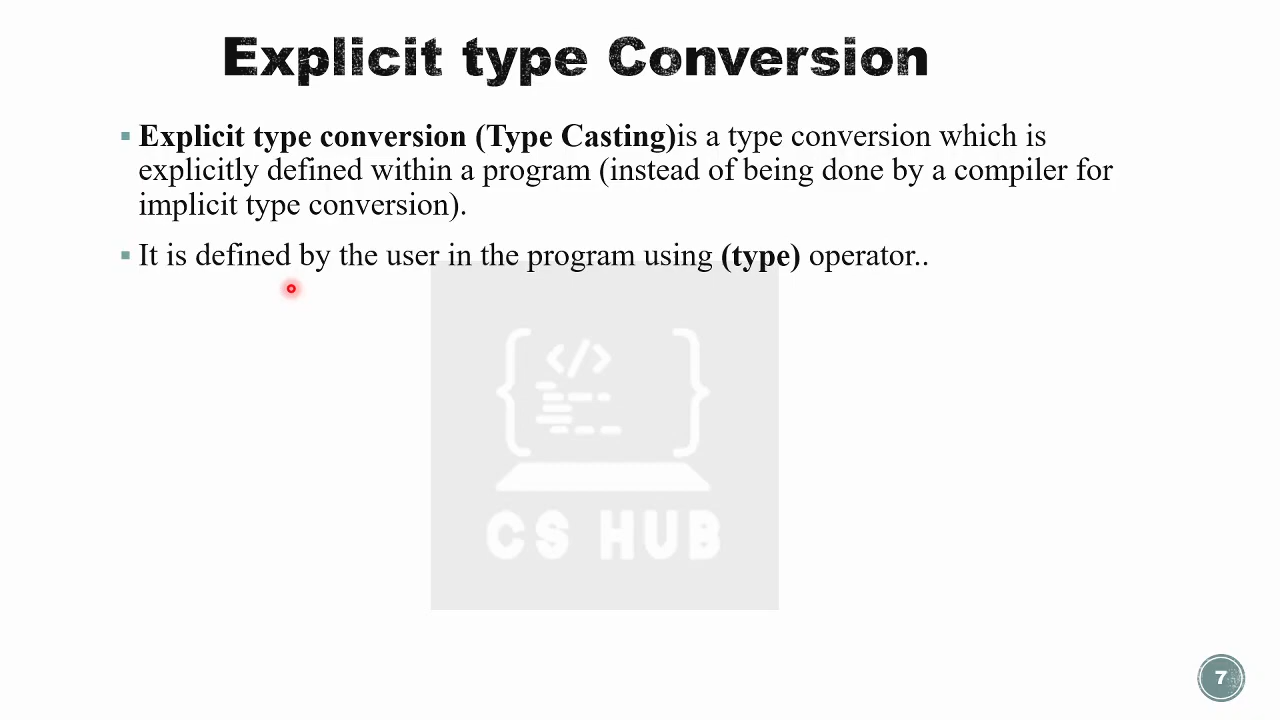 Explicit type Conversion
Explicit type conversion (Type Casting)is a type conversion which is
explicitly defined within a program (instead of being done by a compiler for
implicit type conversion).
It is defined by the user in the program using (type) operator..
</>
CS HUB
7